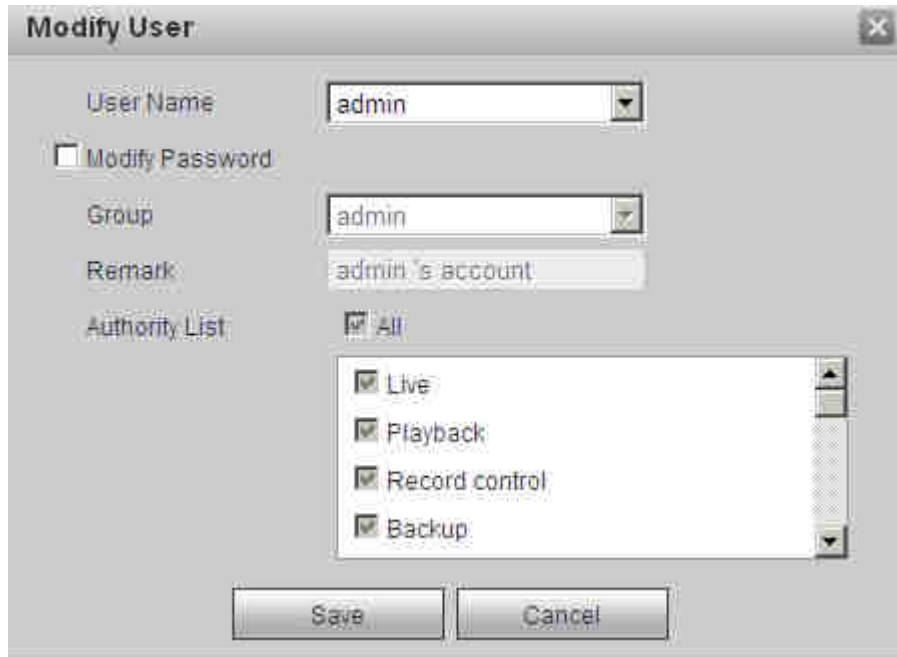 Modify User
User Name admin
Modify Password
Group admin
Remark admin 's account
Authority List All
Live
Playback
Record control
Backup
Save Cancel